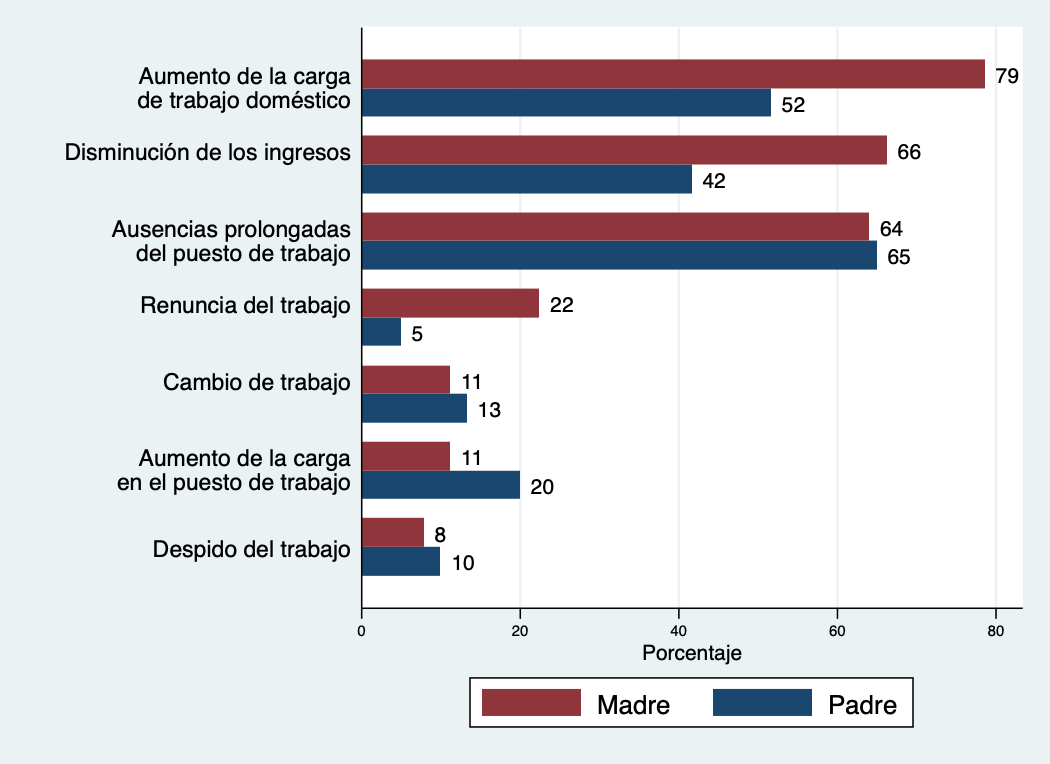 Aumento de la carga
de trabajo doméstico
79
52
Disminución de los ingresos
66
42
Ausencias prolongadas
del puesto de trabajo
64
65
Renuncia del trabajo
22
5
Cambio de trabajo
11
13
Aumento de la carga
en el puesto de trabajo
11
20
Despido del trabajo
8
10
0 20 40 60 80
Porcentaje
Madre Padre